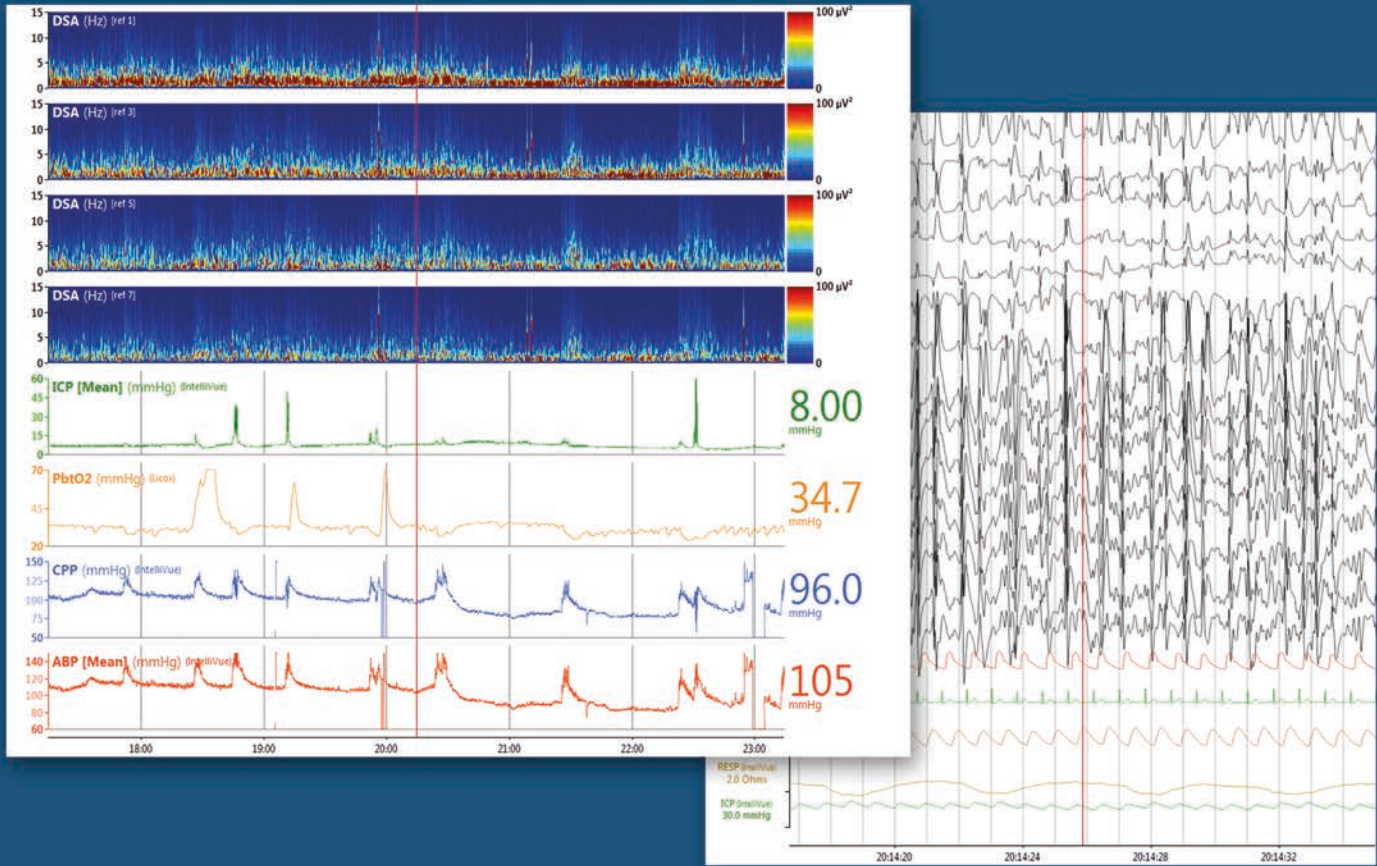 DSA (Hz) [ref 1]
15
10
5
0
100 µV²
0
DSA (Hz) [ref 3]
15
10
5
0
100 µV²
0
DSA (Hz) [ref 5]
15
10
5
0
100 µV²
0
DSA (Hz) [ref 7]
15
10
5
0
100 µV²
0
ICP [Mean] (mmHg) (IntelliVue)
60
45
30
15
0
8.00
mmHg
PbtO2 (mmHg) (Licox)
70
45
20
34.7
mmHg
CPP (mmHg) (IntelliVue)
150
125
100
75
50
96.0
mmHg
ABP [Mean] (mmHg) (IntelliVue)
140
120
100
80
60
105
mmHg
18:00 19:00 20:00 21:00 22:00 23:00
RESP (IntelliVue)
2.0 Ohms
ICP (IntelliVue)
30.0 mmHg
20:14:20 20:14:24 20:14:28 20:14:32